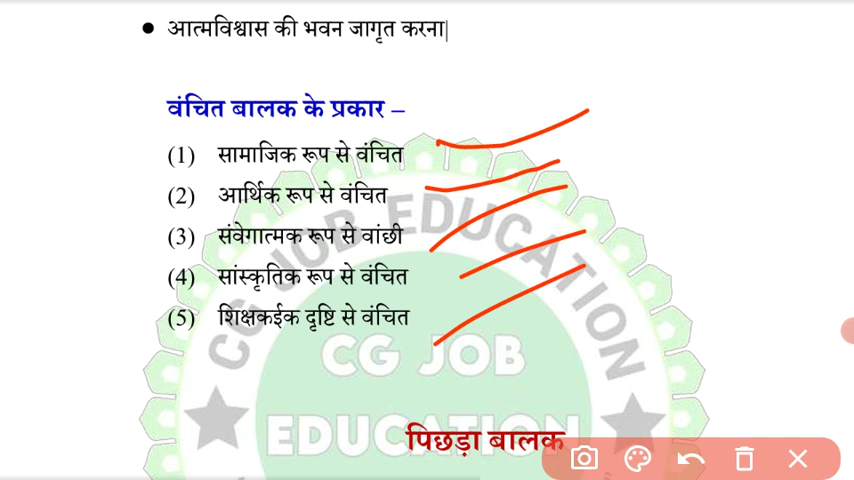 ● आत्मविश्वास की भवन जागृत करना|
वंचित बालक के प्रकार –
(1) सामाजिक रूप से वंचित
(2) आर्थिक रूप से वंचित
(3) संवेगात्मक रूप से वांछी
(4) सांस्कृतिक रूप से वंचित
(5) शिक्षकईक दृष्टि से वंचित
CG JOB EDUCATION
CG JOB
EDUCATION
पिछड़ा बालक